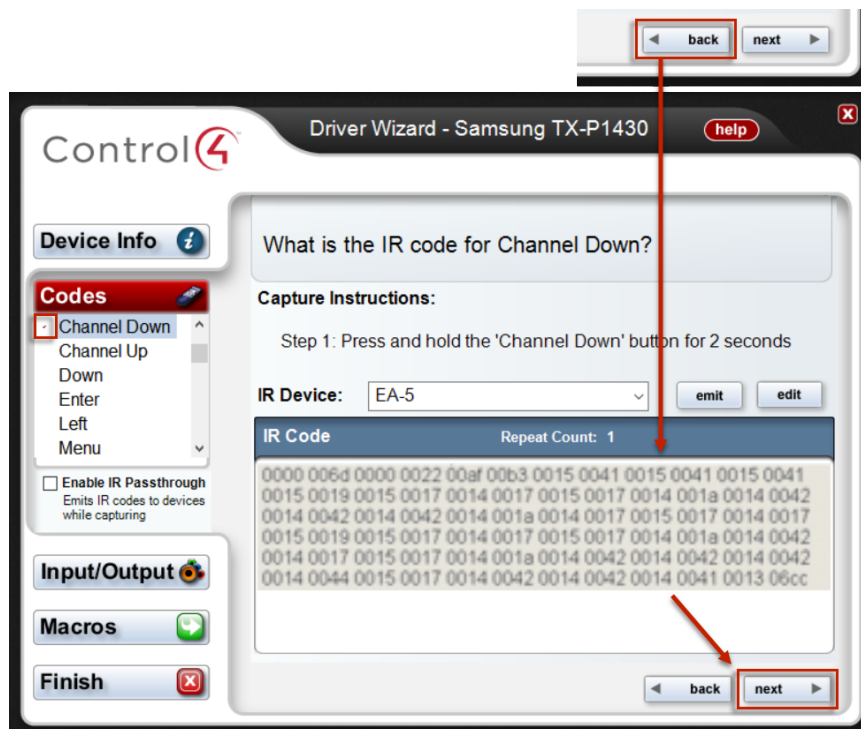 back next
Control4
Driver Wizard - Samsung TX-P1430
help
Device Info
What is the IR code for Channel Down?
Codes
Channel Down
Channel Up
Down
Enter
Left
Menu
Enable IR Passthrough
Emits IR codes to devices
while capturing
Capture Instructions:
Step 1: Press and hold the 'Channel Down' button for 2 seconds
IR Device: EA-5 emit edit
IR Code Repeat Count: 1
0000 006d 0000 0022 00af 00b3 0015 0041 0015 0041 0015 0041
0015 0019 0015 0017 0014 0017 0015 0017 0014 001a 0014 0042
0014 0042 0014 0042 0014 001a 0014 0017 0015 0017 0014 0017
0015 0019 0015 0017 0014 0017 0015 0017 0014 001a 0014 0042
0014 0017 0015 0017 0014 001a 0014 0042 0014 0042 0014 0042
0014 0044 0015 0017 0014 0042 0014 0042 0014 0041 0013 06cc
Input/Output
Macros
Finish
back next